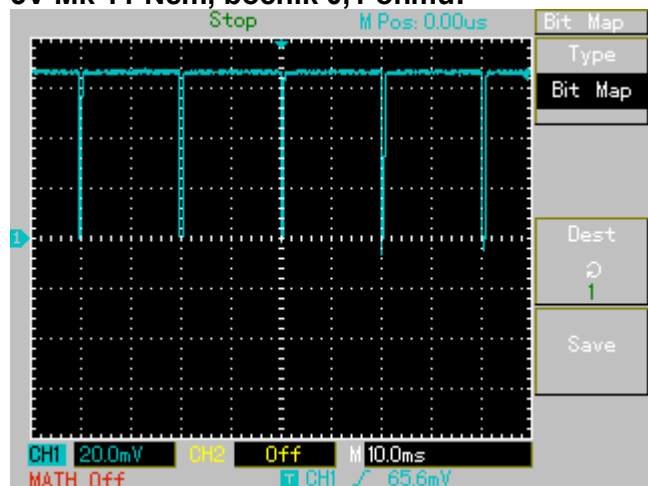 Stop M Pos: 0.00us Bit Map
Type
Bit Map
1
Dest
1
Save
CH1 20.0mV CH2 Off M 10.0ms
MATH Off T CH1 65.6mV